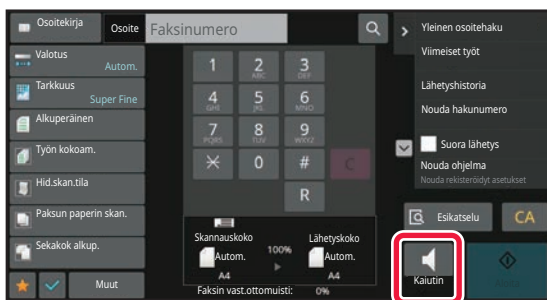 Osoitekirja
Osoite
Faksinumero
Valotus
Autom.
Tarkkuus
Super Fine
Alkuperäinen
Työn kokoam.
Hid.skan.tila
Paksun paperin skan.
Sekakok alkup.
Muut
1
2 ABC
3 DEF
4 GHI
5 JKL
6 MNO
7 PQRS
8 TUV
9 WXYZ
0
#
C
R
Skannauskoko
Autom.
A4
100%
Lähetyskoko
Autom.
A4
Faksin vast.ottomuisti: 0%
Yleinen osoitehaku
Viimeiset työt
Lähetyshistoria
Nouda hakunumero
Suora lähetys
Nouda ohjelma
Nouda rekisteröidyt asetukset
Esikatselu
CA
Kaiutin